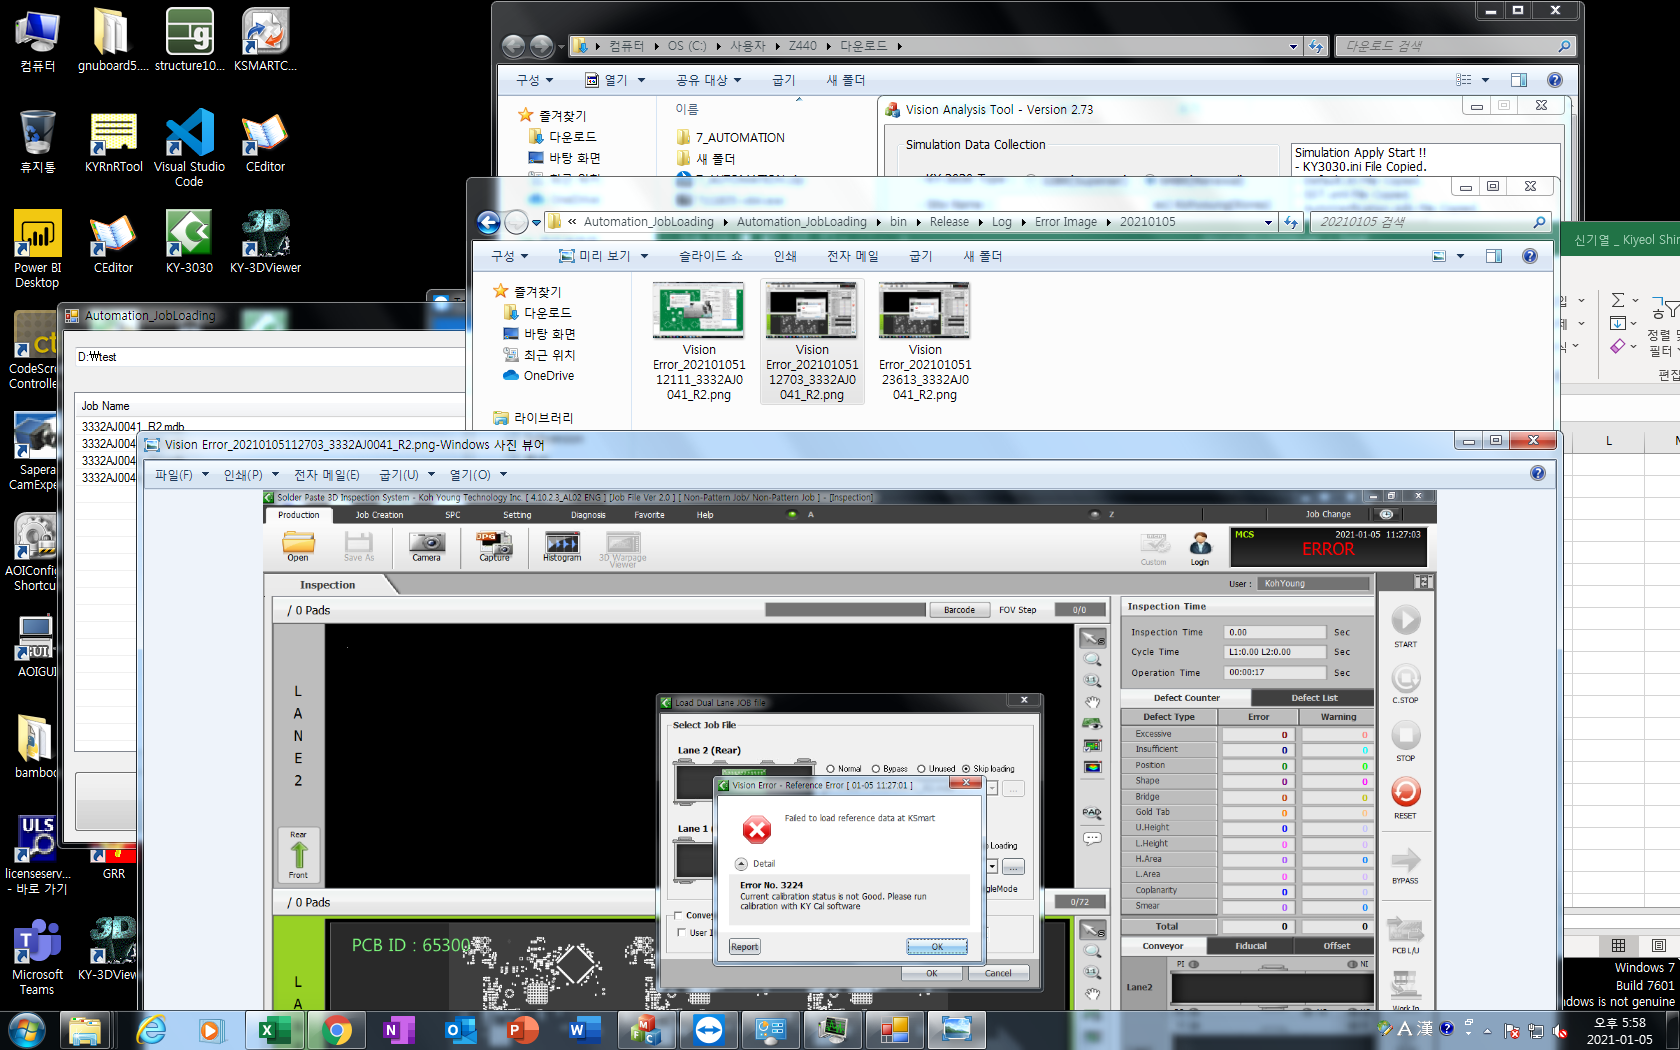 컴퓨터
gnuboard5....
structure10...
KSMARTC...
휴지통
KYRnRTool
Visual Studio
Code
CEditor
Power BI
Desktop
CEditor
KY-3030
KY-3DViewer
CodeScr
Controlle
Sapera
CamExpe
AOIConfi
Shortcu
AOIGUI
bamboo
licenseserv...
- 바로 가기
GRR
Microsoft
Teams
KY-3DView
컴퓨터 OS (C:) 사용자 Z440 다운로드
다운로드 검색
구성 열기 공유 대상 굽기 새 폴더
즐겨찾기
다운로드
바탕 화면
이름
7_AUTOMATION
새 폴더
Vision Analysis Tool - Version 2.73
Simulation Data Collection
Simulation Apply Start !!
- KY3030.ini File Copied.
Automation_JobLoading Automation_JobLoading bin Release Log Error Image 20210105
20210105 검색
구성 미리 보기 슬라이드 쇼 인쇄 전자 메일 굽기 새 폴더
즐겨찾기
다운로드
바탕 화면
최근 위치
OneDrive
라이브러리
Vision
Error_202101051
12111_3332AJ0
041_R2.png
Vision
Error_202101051
12703_3332AJ0
041_R2.png
Vision
Error_202101051
23613_3332AJ0
041_R2.png
신기열 _ Kiyeol Shin
정렬 및
필터
편집
L
Automation_JobLoading
D:₩test
Job Name
3332AJ0041_R2.mdb
3332AJ004
3332AJ004
3332AJ004
Vision Error_20210105112703_3332AJ0041_R2.png-Windows 사진 뷰어
파일(F) 인쇄(P) 전자 메일(E) 굽기(U) 열기(O)
Solder Paste 3D Inspection System - Koh Young Technology Inc. [ 4.10.2.3_AL02 ENG ] [Job File Ver 2.0 ] [ Non-Pattern Job/ Non-Pattern Job ] - [Inspection]
Production Job Creation SPC Setting Diagnosis Favorite Help A Z Job Change
Open Save As Camera Capture Histogram 3D Warpage
Viewer
Custom Login
MCS 2021-01-05 11:27:03
ERROR
Inspection
User : KohYoung
/ 0 Pads
Barcode FOV Step 0/0
LANE2
Rear
Front
Inspection Time
Inspection Time 0.00 Sec
Cycle Time L1:0.00 L2:0.00 Sec
Operation Time 00:00:17 Sec
Defect Counter Defect List
Defect Type Error Warning
Excessive 0 0
Insufficient 0 0
Position 0 0
Shape 0 0
Bridge 0 0
Gold Tab 0 0
U.Height 0 0
L.Height 0 0
H.Area 0 0
L.Area 0 0
Coplanarity 0 0
Smear 0 0
Total 0 0
Conveyor Fiducial Offset
PI NI
Lane2
START
C.STOP
STOP
RESET
BYPASS
PCB L/U
Work In
Load Dual Lane JOB file
Select Job File
Lane 2 (Rear)
Normal Bypass Unused Skip loading
Lane 1 (
p Loading
gleMode
Convey
User I
OK Cancel
Vision Error - Reference Error [ 01-05 11:27:01 ]
Failed to load reference data at KSmart
Detail
Error No. 3224
Current calibration status is not Good. Please run
calibration with KY Cal software
Report OK
/ 0 Pads
0/72
PCB ID : 65300
LA
Windows 7
Build 7601
dows is not genuine
A 漢
오후 5:58
2021-01-05